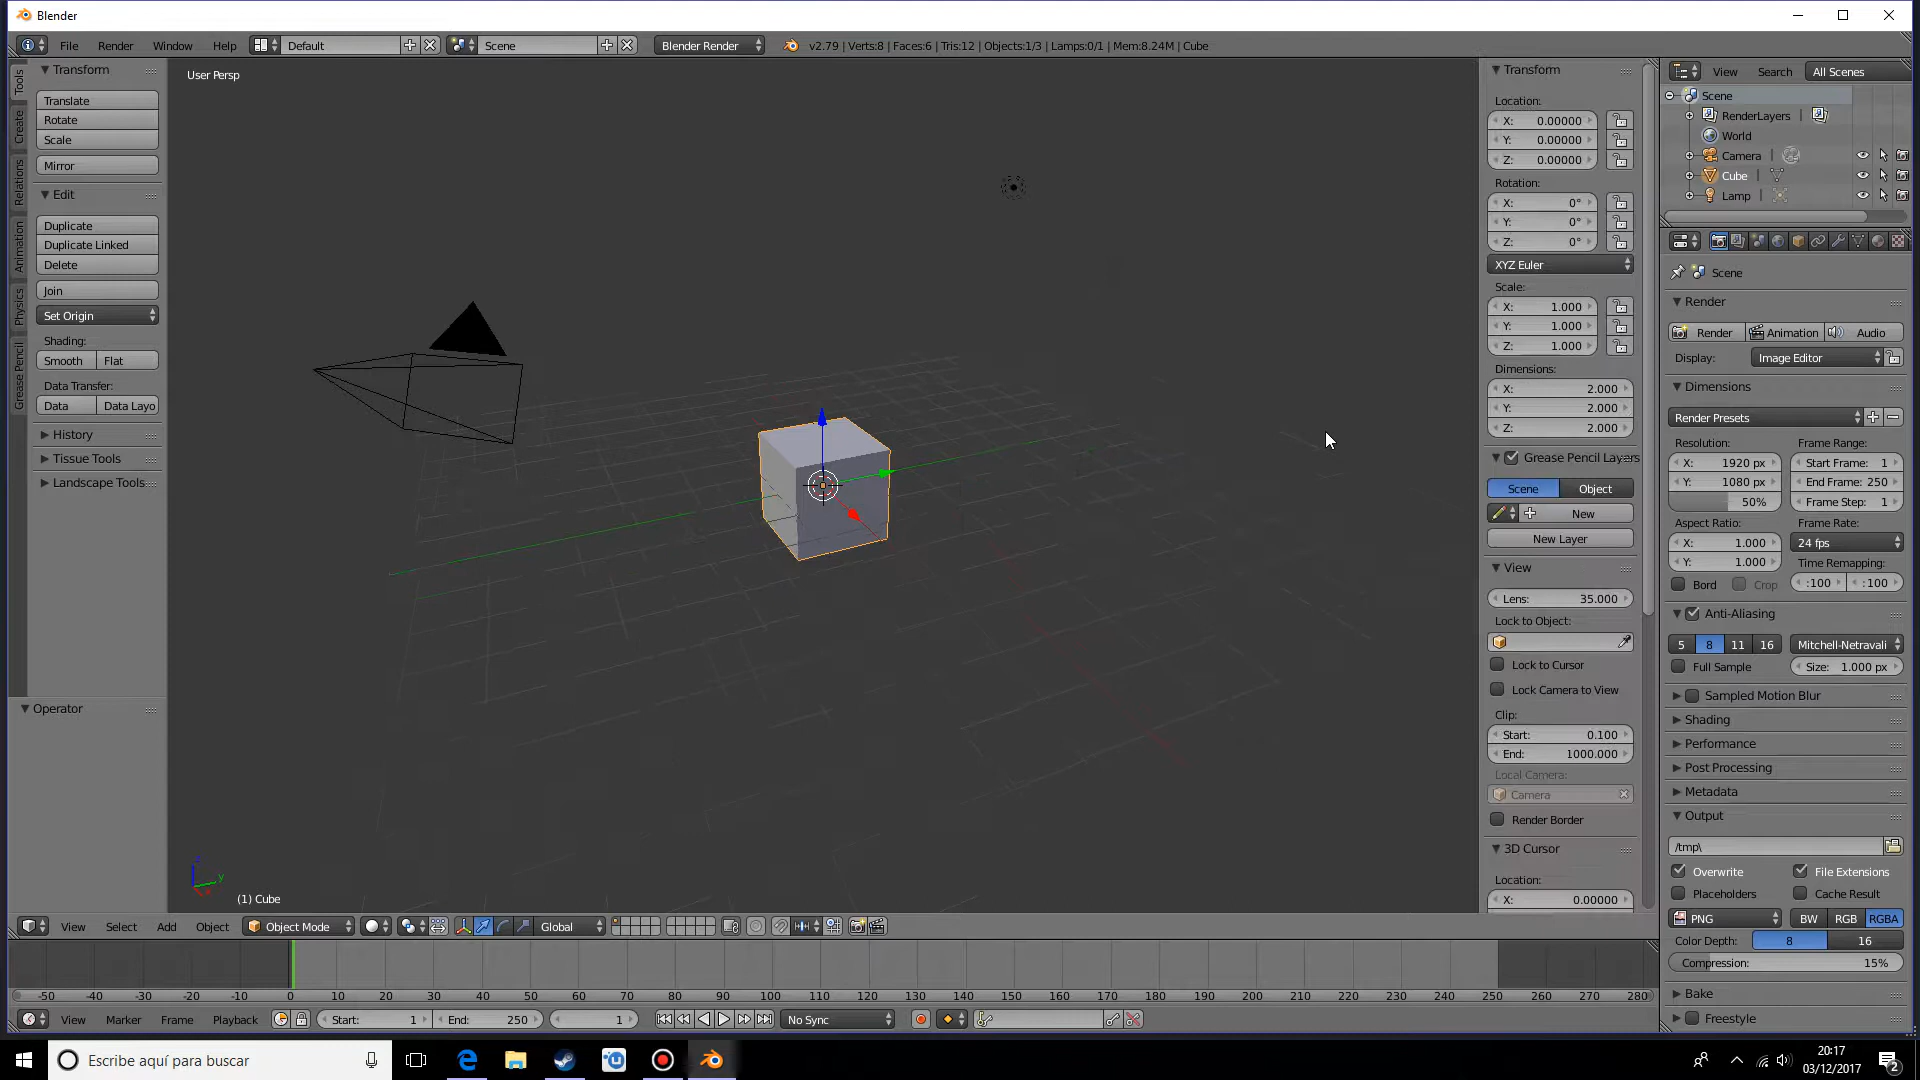 Blender
File Render Window Help Default Scene Blender Render v2.79 | Verts:8 | Faces:6 | Tris:12 | Objects:1/3 | Lamps:0/1 | Mem:8.24M | Cube
Tools
Create
Relations
Animation
Physics
Grease Pencil
Transform
Translate
Rotate
Scale
Mirror
Edit
Duplicate
Duplicate Linked
Delete
Join
Set Origin
Shading:
Smooth Flat
Data Transfer:
Data Data Layo
History
Tissue Tools
Landscape Tools
Operator
User Persp
z
y
(1) Cube
Transform
Location:
X: 0.00000
Y: 0.00000
Z: 0.00000
Rotation:
X: 0°
Y: 0°
Z: 0°
XYZ Euler
Scale:
X: 1.000
Y: 1.000
Z: 1.000
Dimensions:
X: 2.000
Y: 2.000
Z: 2.000
Grease Pencil Layers
Scene Object
New
New Layer
View
Lens: 35.000
Lock to Object:
Lock to Cursor
Lock Camera to View
Clip:
Start: 0.100
End: 1000.000
Local Camera:
Camera
Render Border
3D Cursor
Location:
X: 0.00000
View Search All Scenes
Scene
RenderLayers
World
Camera
Cube
Lamp
Scene
Render
Render Animation Audio
Display: Image Editor
Dimensions
Render Presets
Resolution: Frame Range:
X: 1920 px Start Frame: 1
Y: 1080 px End Frame: 250
50% Frame Step: 1
Aspect Ratio: Frame Rate:
X: 1.000 24 fps
Y: 1.000 Time Remapping:
Bord Crop :100 :100
Anti-Aliasing
5 8 11 16 Mitchell-Netravali
Full Sample Size: 1.000 px
Sampled Motion Blur
Shading
Performance
Post Processing
Metadata
Output
/tmp\
Overwrite File Extensions
Placeholders Cache Result
PNG BW RGB RGBA
Color Depth: 8 16
Compression: 15%
Bake
Freestyle
View Select Add Object Object Mode Global
-50 -40 -30 -20 -10 0 10 20 30 40 50 60 70 80 90 100 110 120 130 140 150 160 170 180 190 200 210 220 230 240 250 260 270 280
View Marker Frame Playback Start: 1 End: 250 1 No Sync
Escribe aquí para buscar
20:17
03/12/2017
2